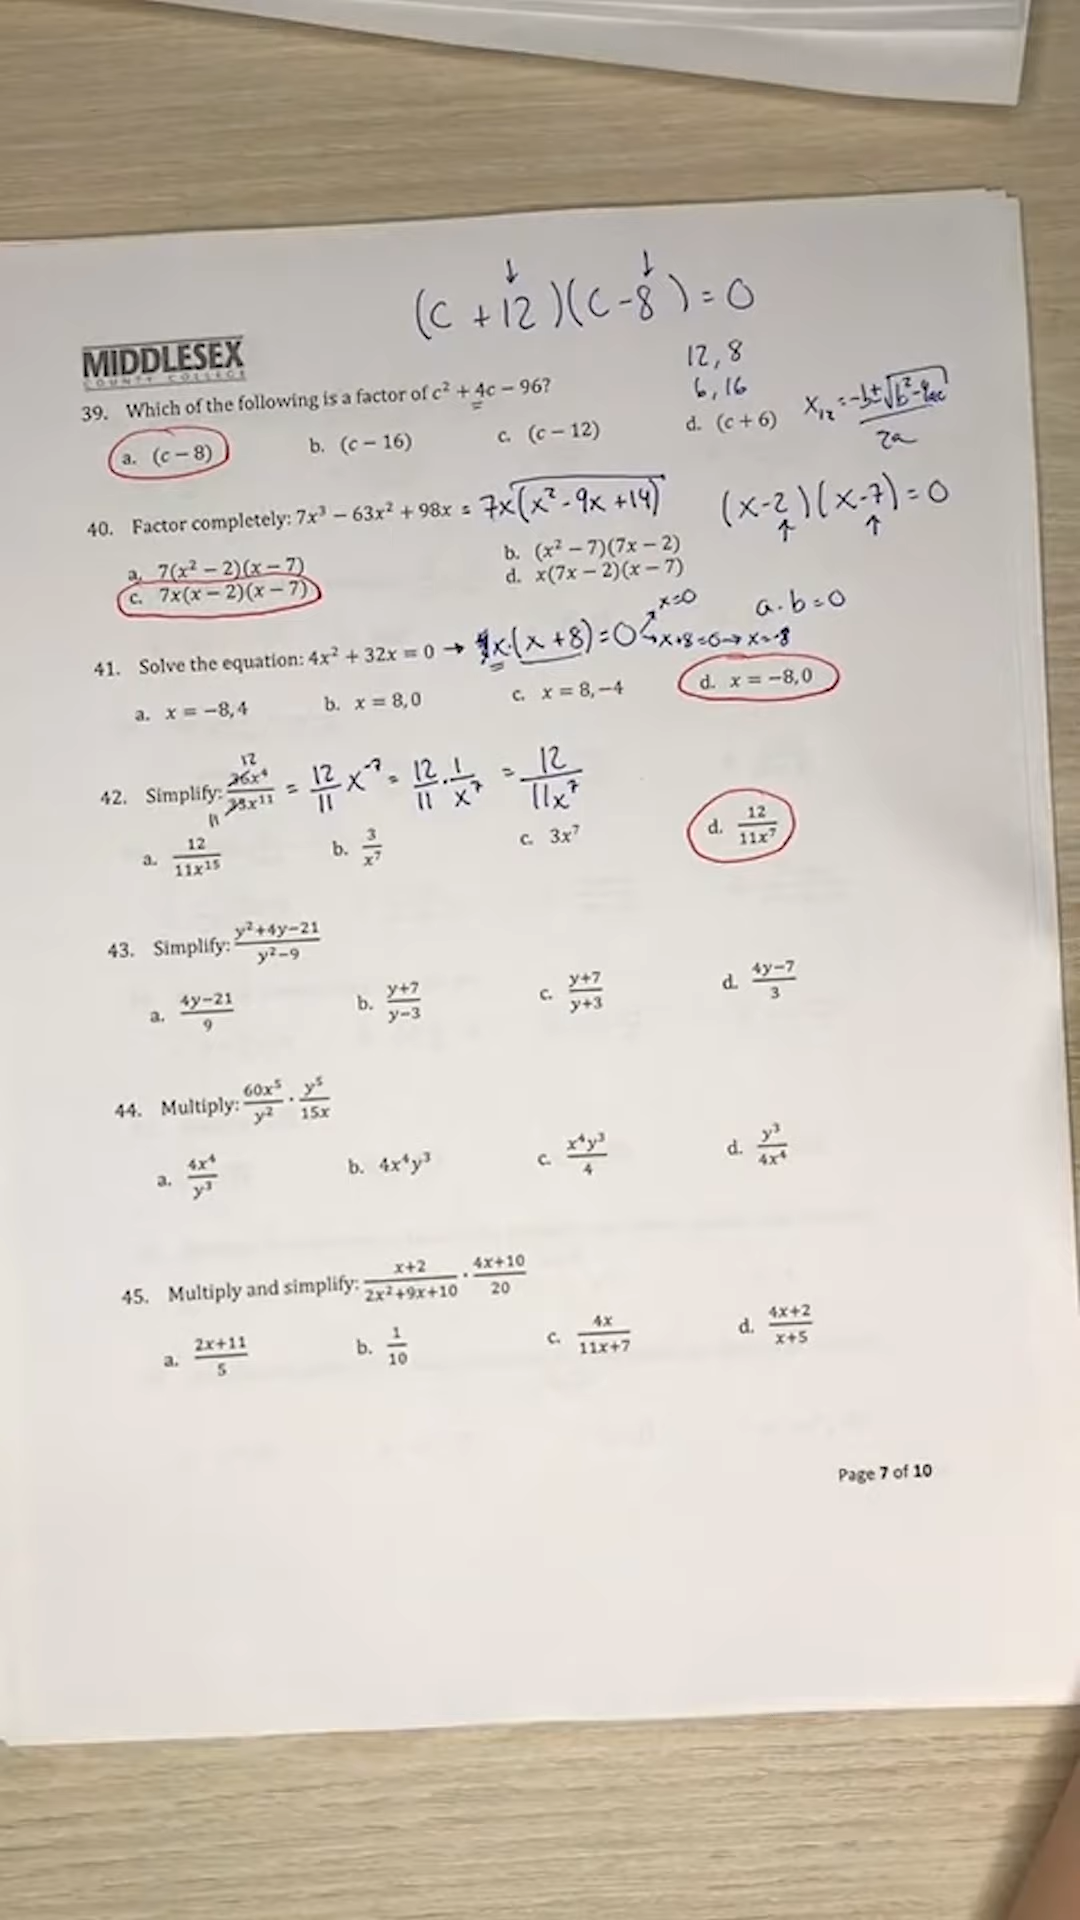 (c + 12)(c - 8) = 0
MIDDLESEX
COUNTY COLLEGE
12, 8
6, 16
39. Which of the following is a factor of c² + 4c − 96?
a. (c − 8) b. (c − 16) c. (c − 12) d. (c + 6)
X₁₂ = -b±√b²-4ac / 2a
40. Factor completely: 7x³ − 63x² + 98x = 7x(x² - 9x + 14) (x-2)(x-7) = 0
a. 7(x² − 2)(x − 7) b. (x² − 7)(7x − 2)
c. 7x(x − 2)(x − 7) d. x(7x − 2)(x − 7)
x=0 a·b=0
41. Solve the equation: 4x² + 32x = 0 → 4x·(x + 8) = 0 → x+8=0 → x=-8
a. x = −8, 4 b. x = 8, 0 c. x = 8, −4 d. x = −8, 0
12
42. Simplify: 36x⁴/33x¹¹ = 12/11 x⁻⁷ = 12/11 · 1/x⁷ = 12/11x⁷
11
a. 12/11x¹⁵ b. 3/x⁷ c. 3x⁷ d. 12/11x⁷
43. Simplify: y²+4y−21/y²−9
a. 4y−21/9 b. y+7/y−3 c. y+7/y+3 d. 4y−7/3
44. Multiply: 60x⁵/y² · y⁵/15x
a. 4x⁴/y³ b. 4x⁴y³ c. x⁴y³/4 d. y³/4x⁴
45. Multiply and simplify: x+2/2x²+9x+10 · 4x+10/20
a. 2x+11/5 b. 1/10 c. 4x/11x+7 d. 4x+2/x+5
Page 7 of 10